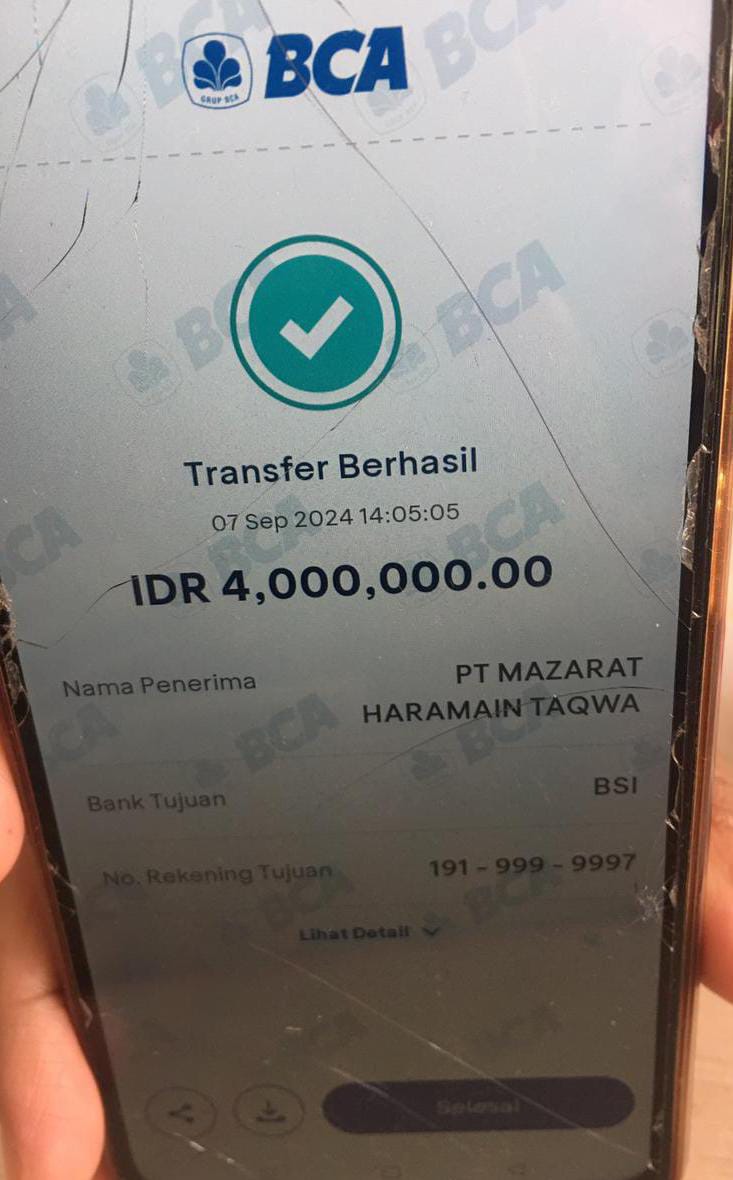 GRUP BCA
BCA
Transfer Berhasil
07 Sep 2024 14:05:05
IDR 4,000,000.00
Nama Penerima PT MAZARAT
HARAMAIN TAQWA
Bank Tujuan BSI
No. Rekening Tujuan 191 - 999 - 9997
Lihat Detail
Selesai